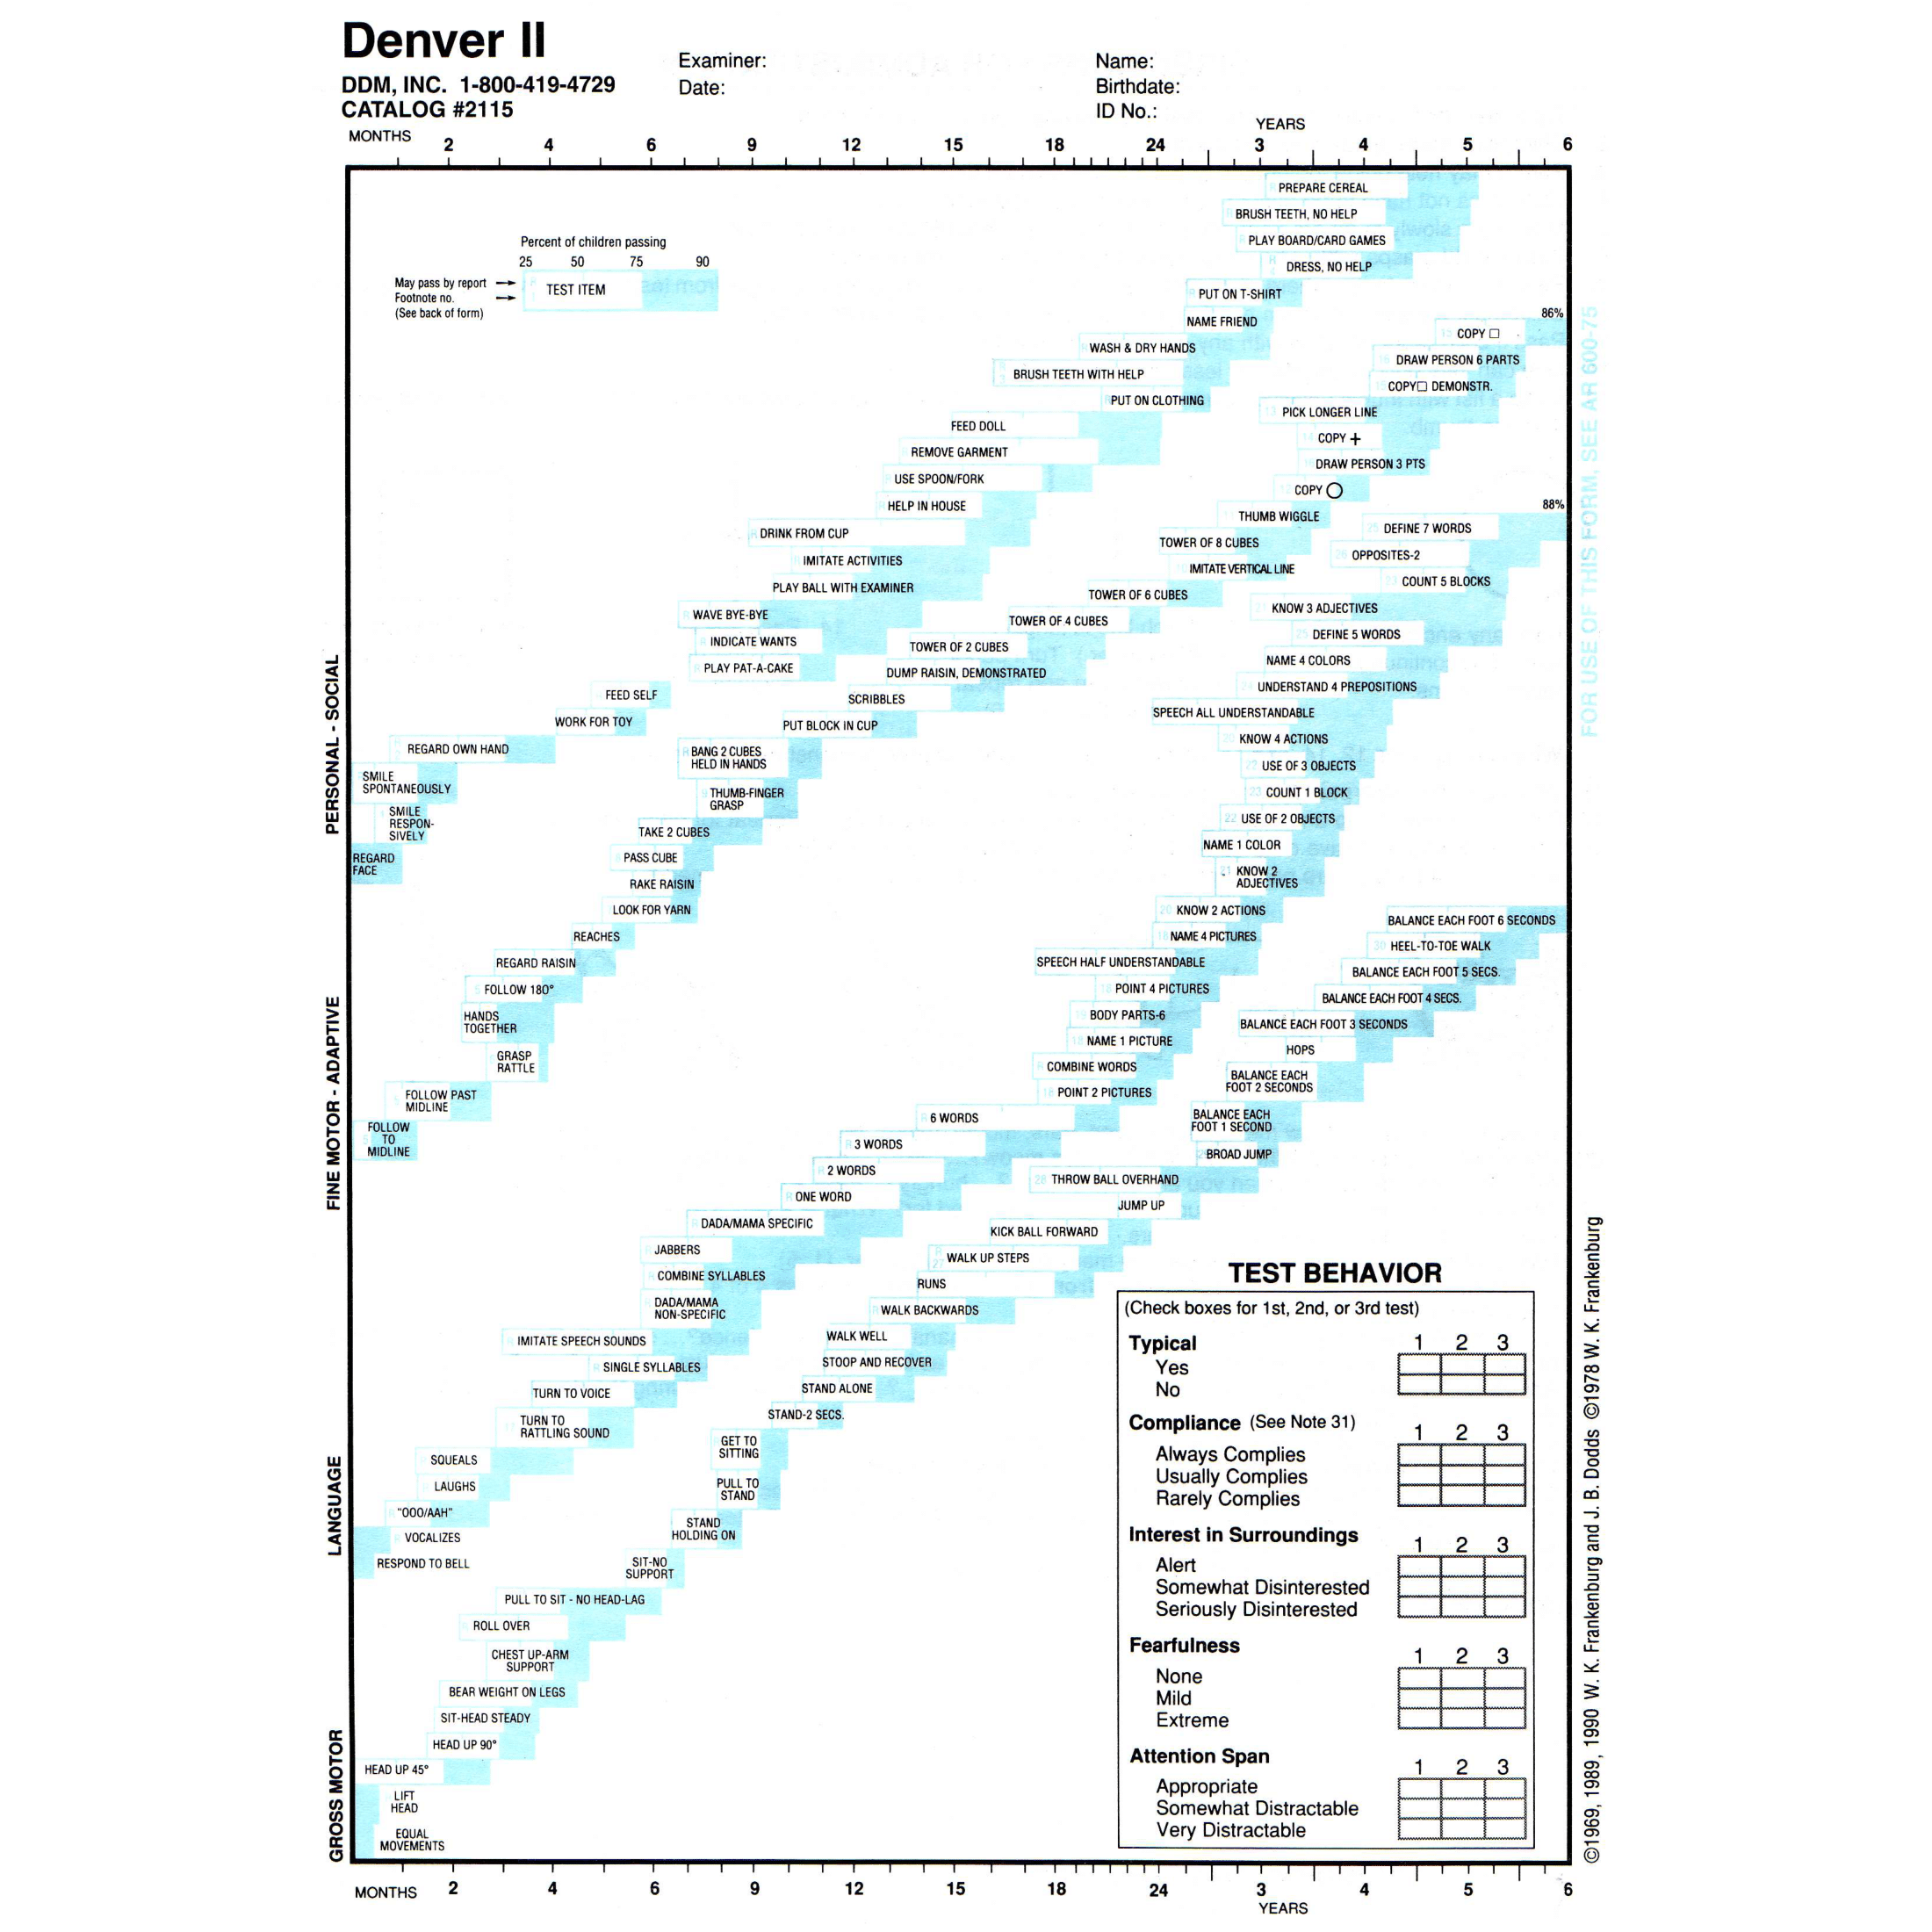 Denver II
DDM, INC. 1-800-419-4729
CATALOG #2115
Examiner:
Date:
Name:
Birthdate:
ID No.:
MONTHS
YEARS
2 4 6 9 12 15 18 24 3 4 5 6
PREPARE CEREAL
BRUSH TEETH, NO HELP
PLAY BOARD/CARD GAMES
DRESS, NO HELP
PUT ON T-SHIRT
NAME FRIEND
WASH & DRY HANDS
BRUSH TEETH WITH HELP
PUT ON CLOTHING
FEED DOLL
REMOVE GARMENT
USE SPOON/FORK
HELP IN HOUSE
DRINK FROM CUP
IMITATE ACTIVITIES
PLAY BALL WITH EXAMINER
WAVE BYE-BYE
INDICATE WANTS
PLAY PAT-A-CAKE
FEED SELF
WORK FOR TOY
REGARD OWN HAND
SMILE
SPONTANEOUSLY
SMILE
RESPON-
SIVELY
REGARD
FACE
Percent of children passing
25 50 75 90
May pass by report
Footnote no.
(See back of form)
TEST ITEM
PERSONAL - SOCIAL
86%
COPY □
DRAW PERSON 6 PARTS
COPY□ DEMONSTR.
PICK LONGER LINE
COPY +
DRAW PERSON 3 PTS
COPY ○
THUMB WIGGLE
TOWER OF 8 CUBES
IMITATE VERTICAL LINE
TOWER OF 6 CUBES
TOWER OF 4 CUBES
TOWER OF 2 CUBES
DUMP RAISIN, DEMONSTRATED
SCRIBBLES
PUT BLOCK IN CUP
BANG 2 CUBES
HELD IN HANDS
THUMB-FINGER
GRASP
TAKE 2 CUBES
PASS CUBE
RAKE RAISIN
LOOK FOR YARN
REACHES
REGARD RAISIN
FOLLOW 180°
HANDS
TOGETHER
GRASP
RATTLE
FOLLOW PAST
MIDLINE
FOLLOW
TO
MIDLINE
FINE MOTOR - ADAPTIVE
88%
DEFINE 7 WORDS
OPPOSITES-2
COUNT 5 BLOCKS
KNOW 3 ADJECTIVES
DEFINE 5 WORDS
NAME 4 COLORS
UNDERSTAND 4 PREPOSITIONS
SPEECH ALL UNDERSTANDABLE
KNOW 4 ACTIONS
USE OF 3 OBJECTS
COUNT 1 BLOCK
USE OF 2 OBJECTS
NAME 1 COLOR
KNOW 2
ADJECTIVES
KNOW 2 ACTIONS
NAME 4 PICTURES
SPEECH HALF UNDERSTANDABLE
POINT 4 PICTURES
BODY PARTS-6
NAME 1 PICTURE
COMBINE WORDS
POINT 2 PICTURES
6 WORDS
3 WORDS
2 WORDS
ONE WORD
DADA/MAMA SPECIFIC
JABBERS
COMBINE SYLLABLES
DADA/MAMA
NON-SPECIFIC
IMITATE SPEECH SOUNDS
SINGLE SYLLABLES
TURN TO VOICE
TURN TO
RATTLING SOUND
SQUEALS
LAUGHS
"OOO/AAH"
VOCALIZES
RESPOND TO BELL
LANGUAGE
BALANCE EACH FOOT 6 SECONDS
HEEL-TO-TOE WALK
BALANCE EACH FOOT 5 SECS.
BALANCE EACH FOOT 4 SECS.
BALANCE EACH FOOT 3 SECONDS
HOPS
BALANCE EACH
FOOT 2 SECONDS
BALANCE EACH
FOOT 1 SECOND
BROAD JUMP
THROW BALL OVERHAND
JUMP UP
KICK BALL FORWARD
WALK UP STEPS
RUNS
WALK BACKWARDS
WALK WELL
STOOP AND RECOVER
STAND ALONE
STAND-2 SECS.
GET TO
SITTING
PULL TO
STAND
STAND
HOLDING ON
SIT-NO
SUPPORT
PULL TO SIT - NO HEAD-LAG
ROLL OVER
CHEST UP-ARM
SUPPORT
BEAR WEIGHT ON LEGS
SIT-HEAD STEADY
HEAD UP 90°
HEAD UP 45°
LIFT
HEAD
EQUAL
MOVEMENTS
GROSS MOTOR
TEST BEHAVIOR
(Check boxes for 1st, 2nd, or 3rd test)
Typical 1 2 3
Yes
No
Compliance (See Note 31) 1 2 3
Always Complies
Usually Complies
Rarely Complies
Interest in Surroundings 1 2 3
Alert
Somewhat Disinterested
Seriously Disinterested
Fearfulness 1 2 3
None
Mild
Extreme
Attention Span 1 2 3
Appropriate
Somewhat Distractable
Very Distractable
MONTHS 2 4 6 9 12 15 18 24 3 4 5 6
YEARS
FOR USE OF THIS FORM, SEE AR 600-75
©1969, 1989, 1990 W. K. Frankenburg and J. B. Dodds ©1978 W. K. Frankenburg